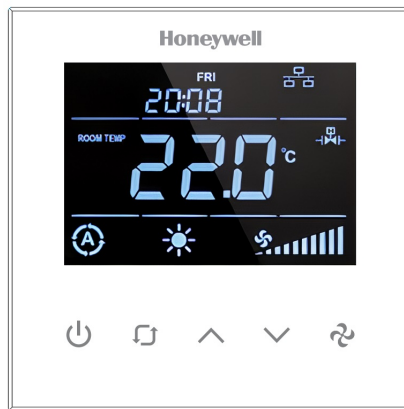 Honeywell
FRI
20:08
ROOM TEMP
22.0 °C
A